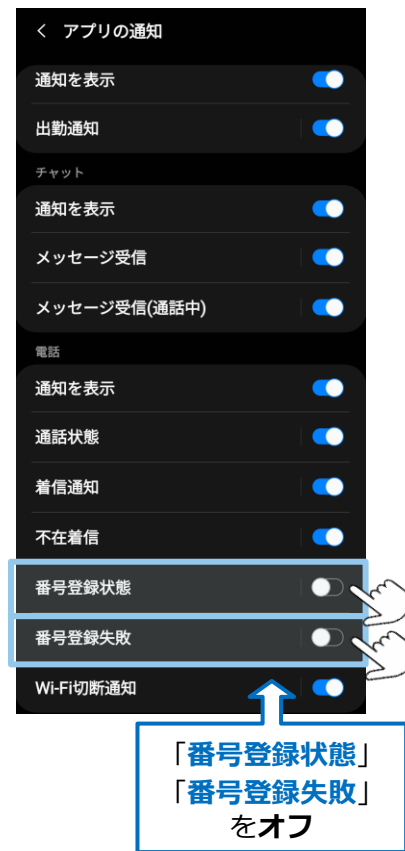 アプリの通知
通知を表示
出勤通知
チャット
通知を表示
メッセージ受信
メッセージ受信(通話中)
電話
通知を表示
通話状態
着信通知
不在着信
番号登録状態
番号登録失敗
Wi-Fi切断通知
「番号登録状態」
「番号登録失敗」
をオフ